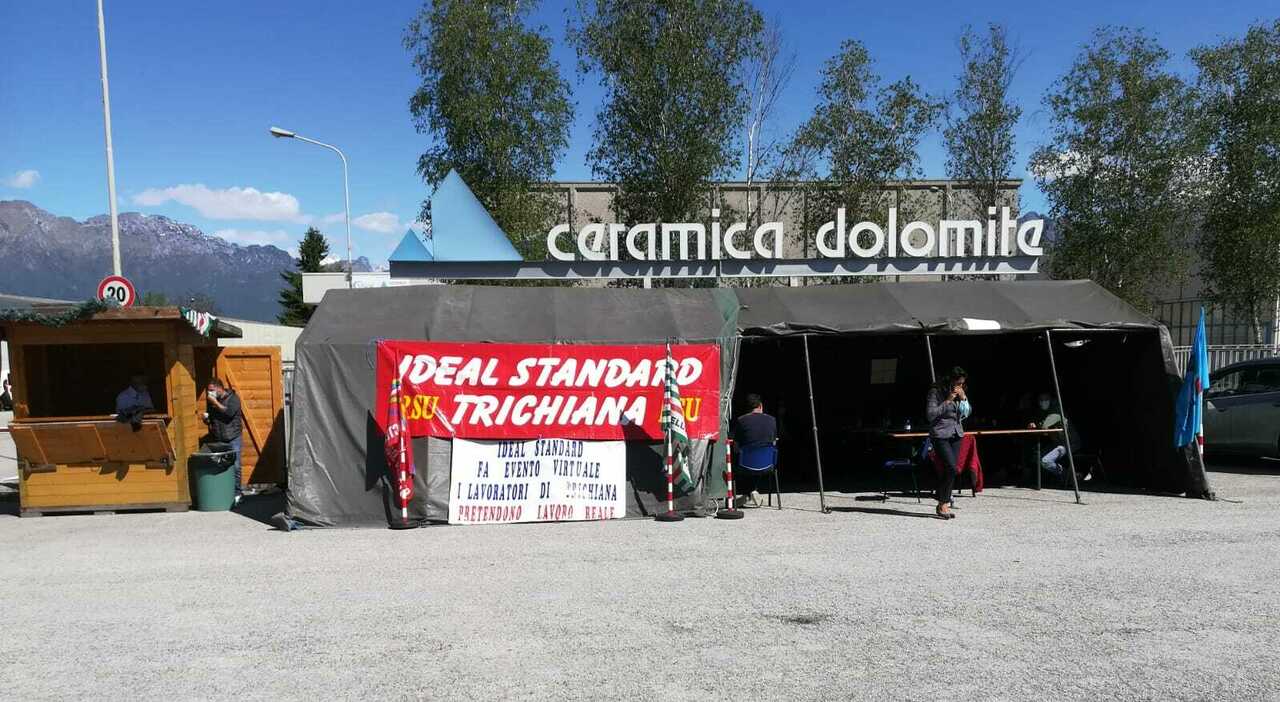 ceramica dolomite
20
IDEAL STANDARD
RSU TRICHIANA RSU
IDEAL STANDARD
FA EVENTO VIRTUALE
I LAVORATORI DI TRICHIANA
PRETENDONO LAVORO REALE